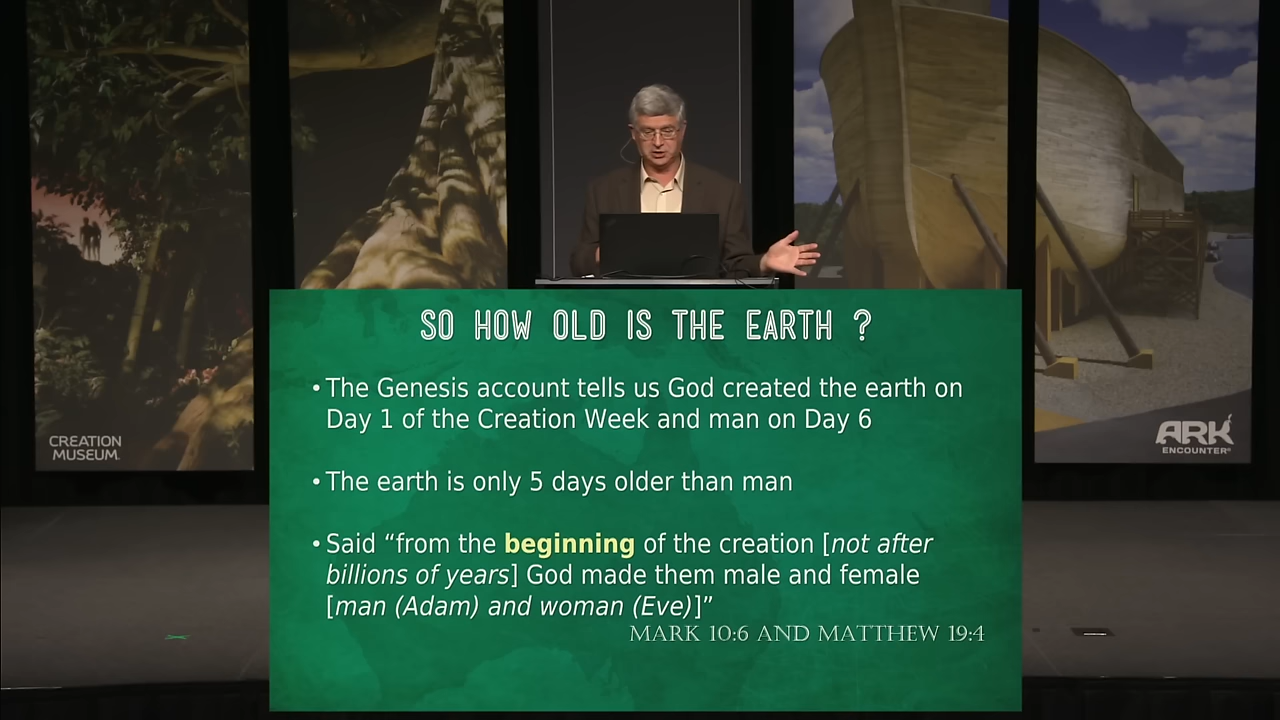 CREATION
MUSEUM
ARK
ENCOUNTER
SO HOW OLD IS THE EARTH ?
• The Genesis account tells us God created the earth on
Day 1 of the Creation Week and man on Day 6
• The earth is only 5 days older than man
• Said “from the beginning of the creation [not after
billions of years] God made them male and female
[man (Adam) and woman (Eve)]”
MARK 10:6 AND MATTHEW 19:4